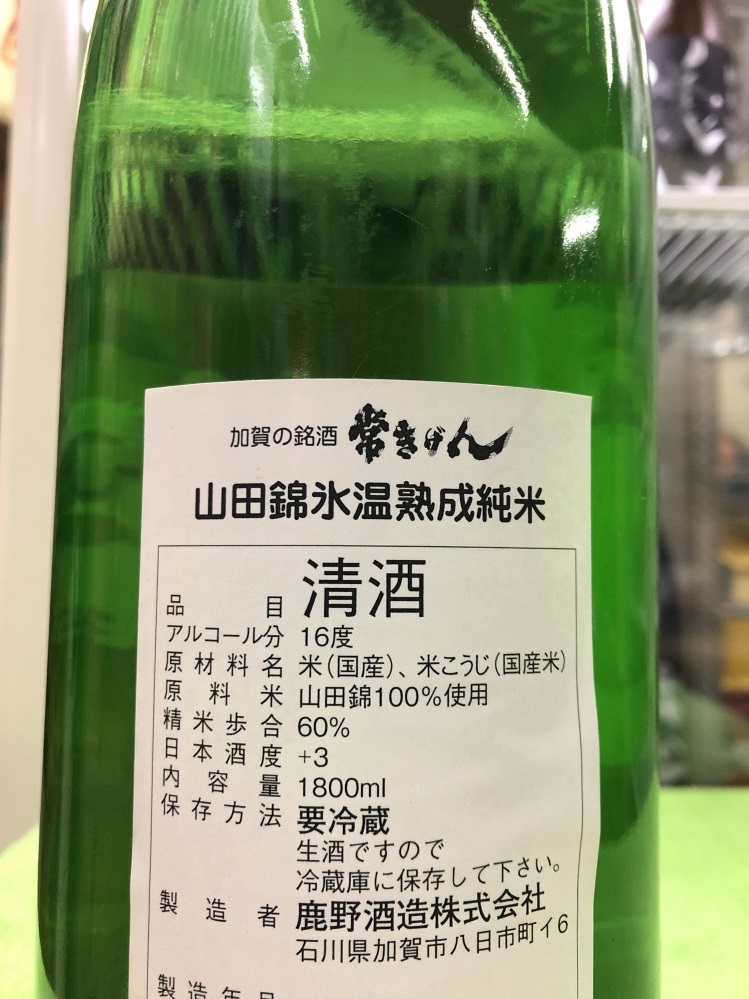 加賀の銘酒 常きげん
山田錦氷温熟成純米
品目 清酒
アルコール分 16度
原材料名 米(国産)、米こうじ(国産米)
原料米 山田錦100%使用
精米歩合 60%
日本酒度 +3
内容量 1800ml
保存方法 要冷蔵
生酒ですので
冷蔵庫に保存して下さい。
製造者 鹿野酒造株式会社
石川県加賀市八日市町イ6
製造年月